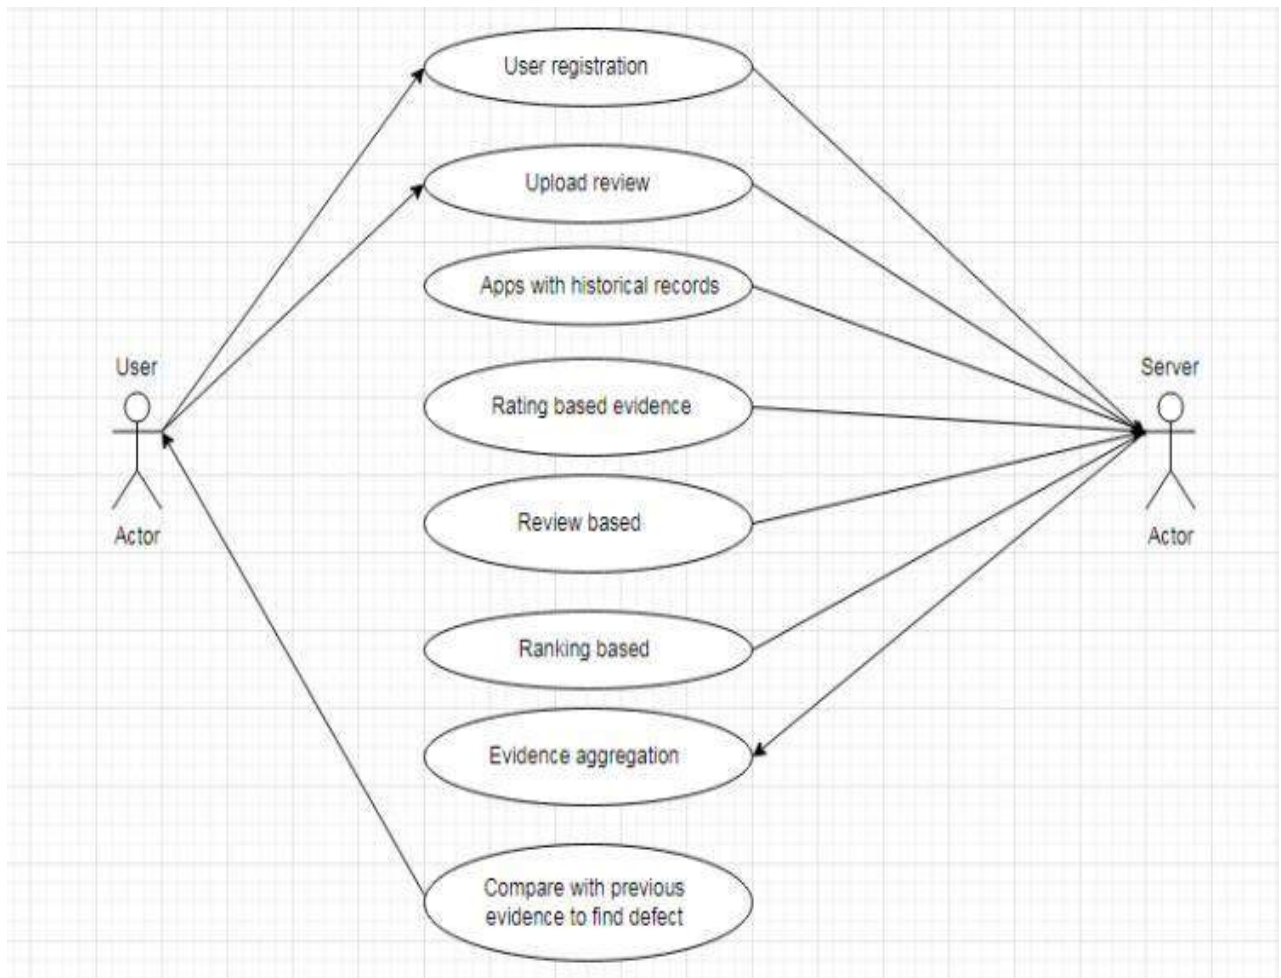 User registration
Upload review
Apps with historical records
User
Server
Rating based evidence
Review based
Actor
Actor
Ranking based
Evidence aggregation
Compare with previous
evidence to find defect